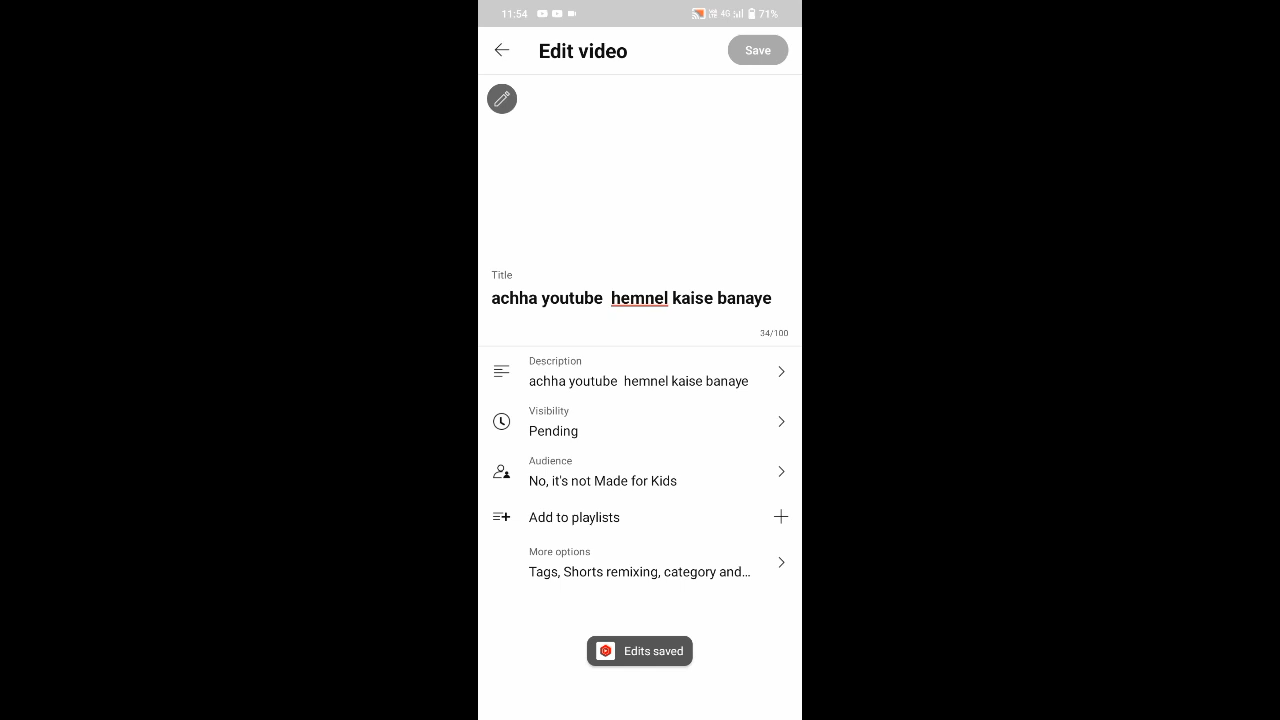 11:54 4G 71%
Edit video
Save
Title
achha youtube  hemnel kaise banaye
34/100
Description
achha youtube  hemnel kaise banaye
Visibility
Pending
Audience
No, it's not Made for Kids
Add to playlists
More options
Tags, Shorts remixing, category and...
Edits saved